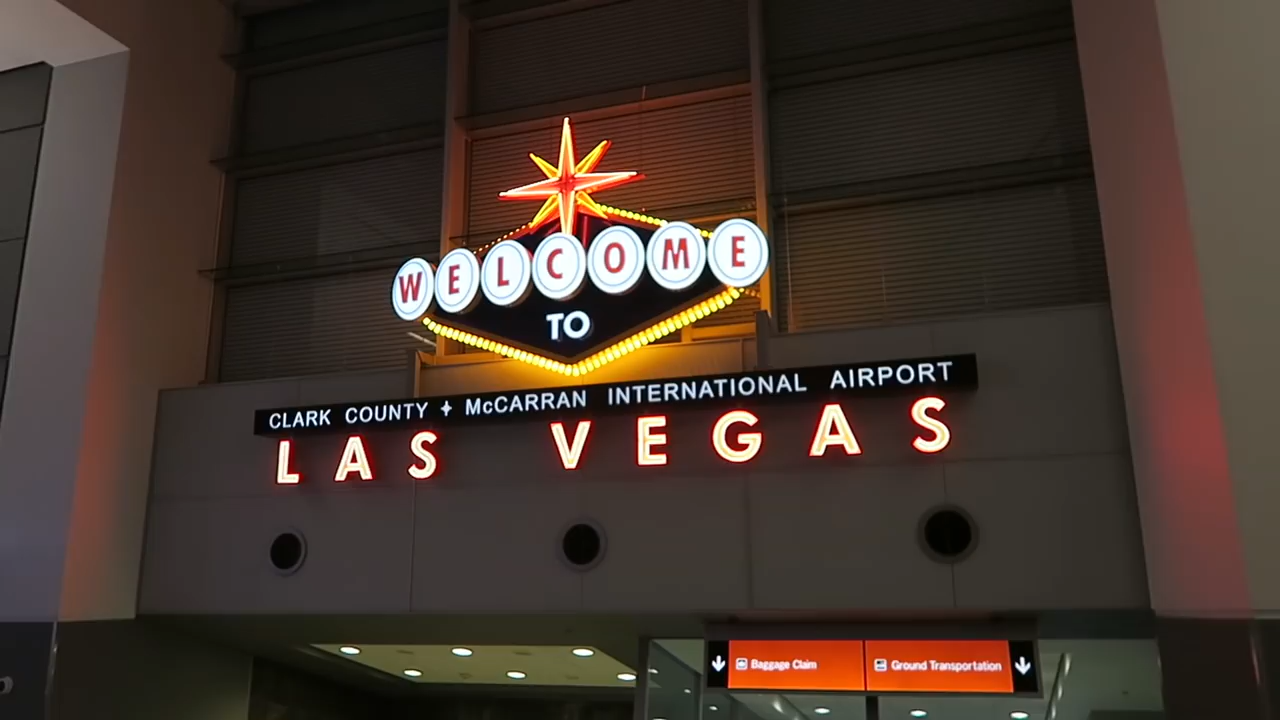 WELCOME
TO
CLARK COUNTY McCARRAN INTERNATIONAL AIRPORT
LAS VEGAS
Baggage Claim
Ground Transportation